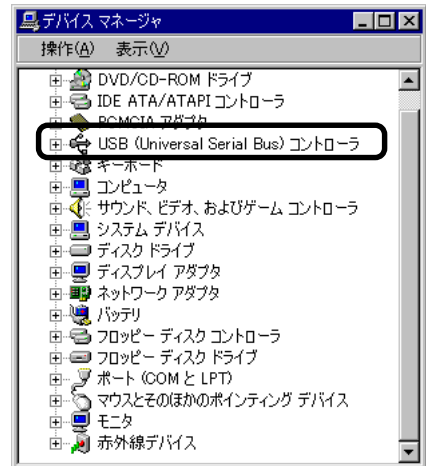 デバイス マネージャ
操作(A) 表示(V)
DVD/CD-ROM ドライブ
IDE ATA/ATAPI コントローラ
PCMCIA アダプタ
USB (Universal Serial Bus) コントローラ
キーボード
コンピュータ
サウンド、ビデオ、およびゲーム コントローラ
システム デバイス
ディスク ドライブ
ディスプレイ アダプタ
ネットワーク アダプタ
バッテリ
フロッピー ディスク コントローラ
フロッピー ディスク ドライブ
ポート (COM と LPT)
マウスとそのほかのポインティング デバイス
モニタ
赤外線デバイス